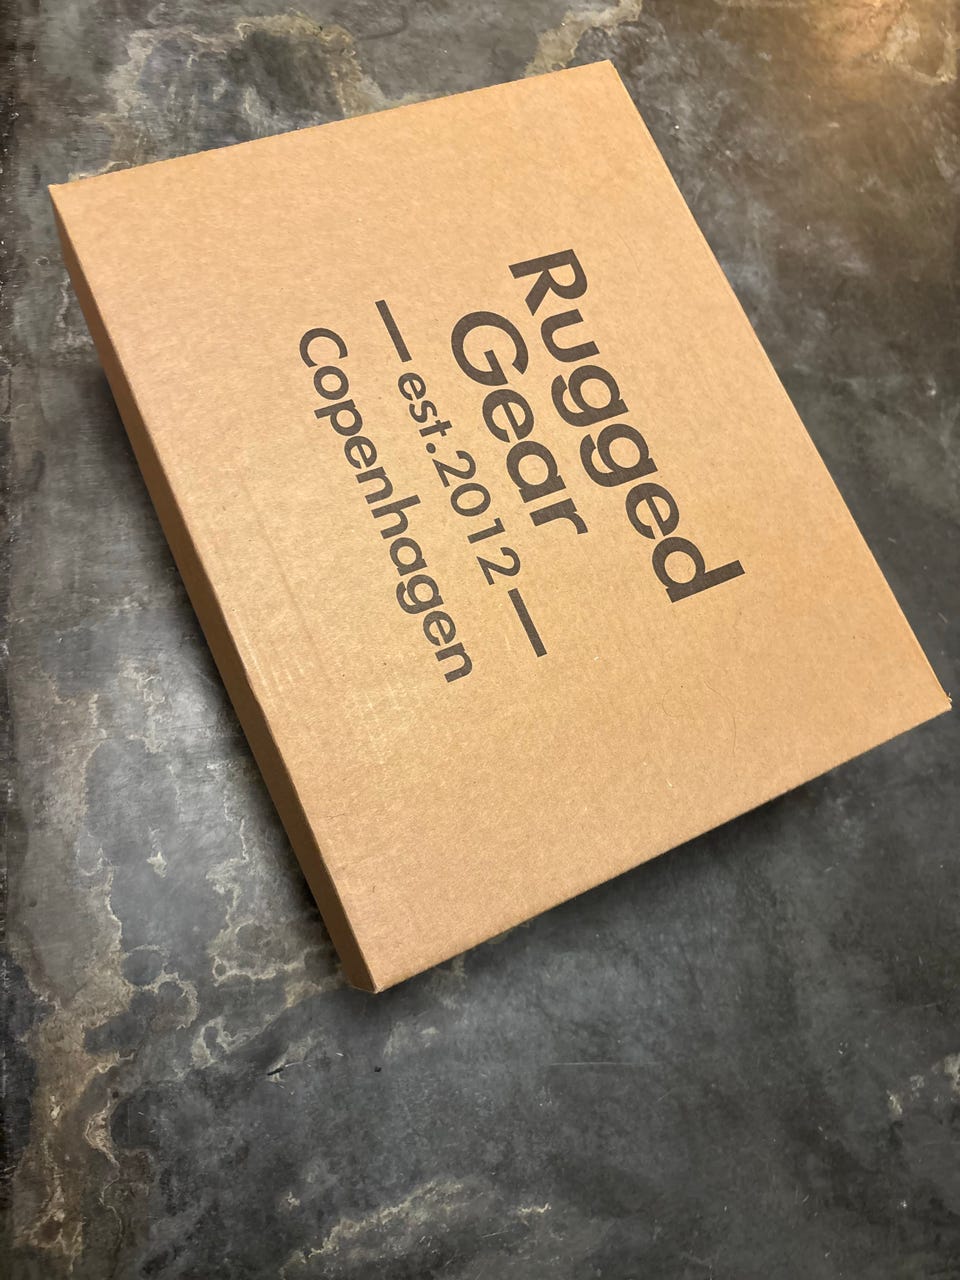 Rugged
Gear
— est.2012 —
Copenhagen